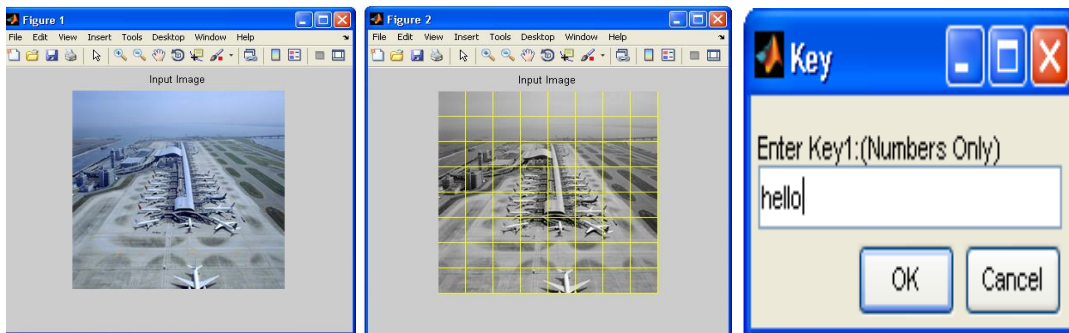 Figure 1
File Edit View Insert Tools Desktop Window Help
Input Image
Figure 2
File Edit View Insert Tools Desktop Window Help
Input Image
Key
Enter Key1:(Numbers Only)
hello
OK Cancel